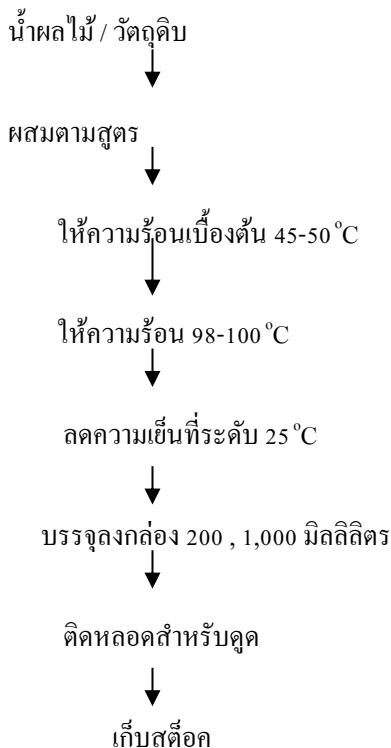 น้ำผลไม้ / วัตถุดิบ
ผสมตามสูตร
ให้ความร้อนเบื้องต้น 45-50 °C
ให้ความร้อน 98-100 °C
ลดความเย็นที่ระดับ 25 °C
บรรจุลงกล่อง 200 , 1,000 มิลลิลิตร
ติดหลอดสำหรับดูด
เก็บสต็อค